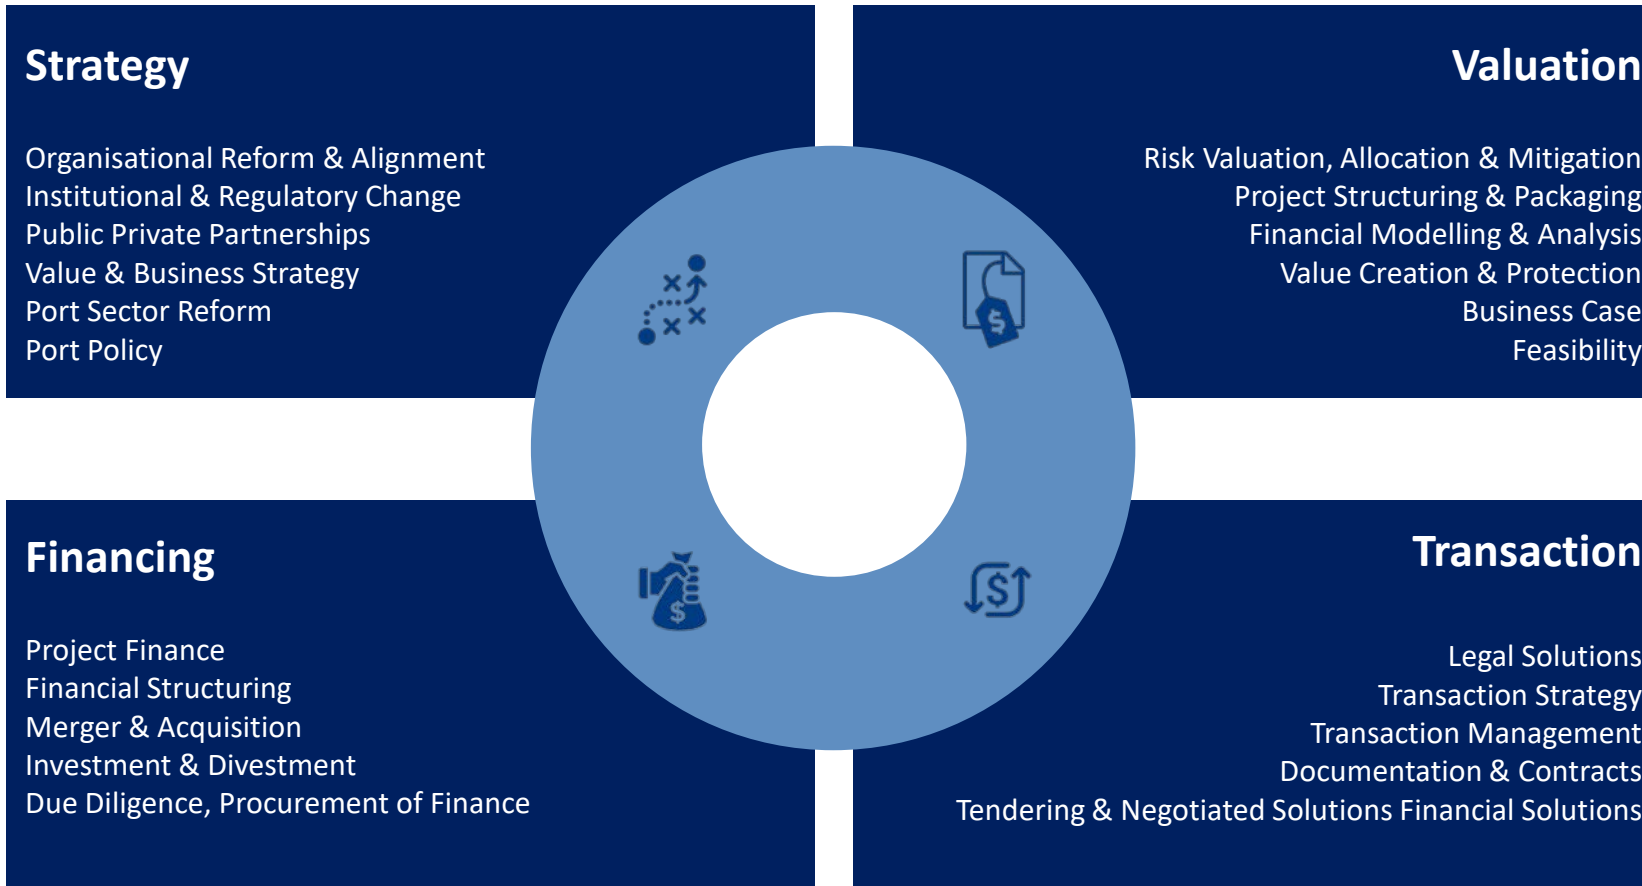 Strategy
Organisational Reform & Alignment
Institutional & Regulatory Change
Public Private Partnerships
Value & Business Strategy
Port Sector Reform
Port Policy
Valuation
Risk Valuation, Allocation & Mitigation
Project Structuring & Packaging
Financial Modelling & Analysis
Value Creation & Protection
Business Case
Feasibility
Financing
Project Finance
Financial Structuring
Merger & Acquisition
Investment & Divestment
Due Diligence, Procurement of Finance
Transaction
Legal Solutions
Transaction Strategy
Transaction Management
Documentation & Contracts
Tendering & Negotiated Solutions Financial Solutions